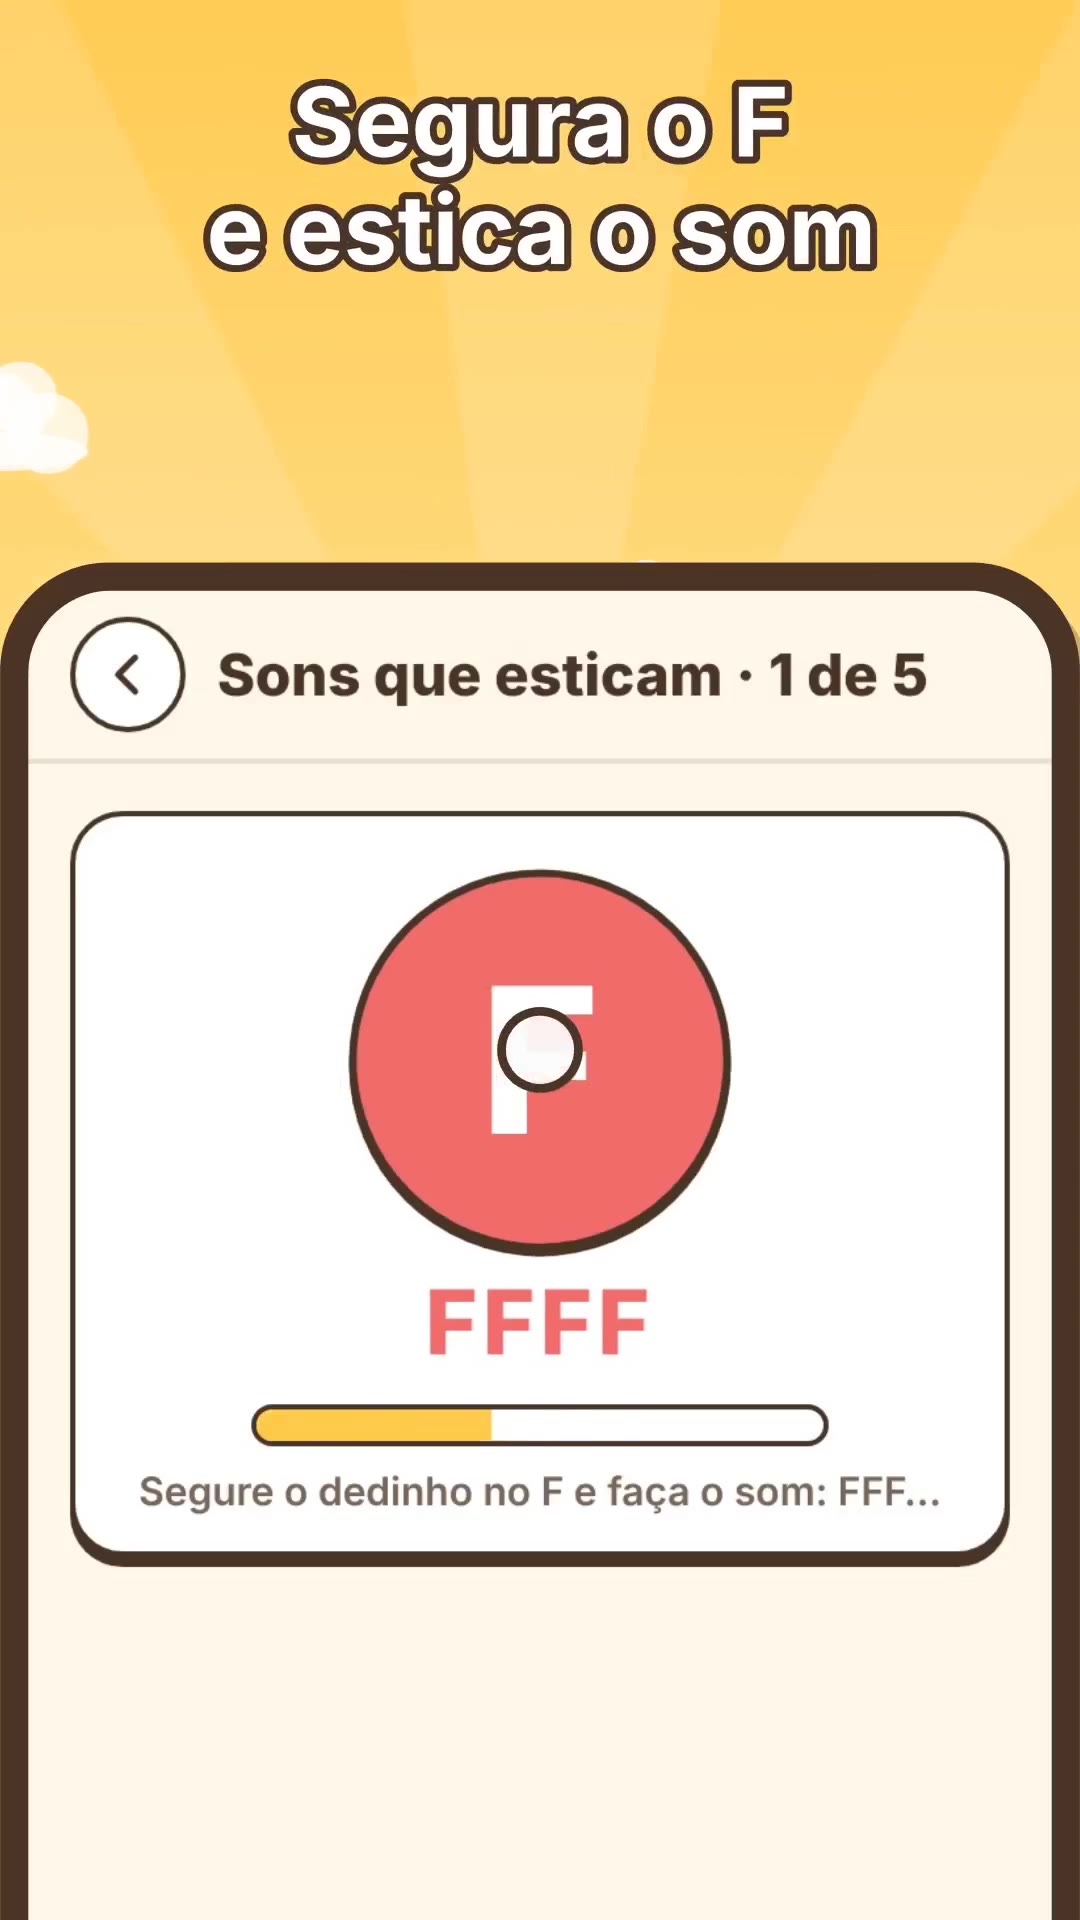 Segura o F
e estica o som
Sons que esticam · 1 de 5
F
FFFF
Segure o dedinho no F e faça o som: FFF...